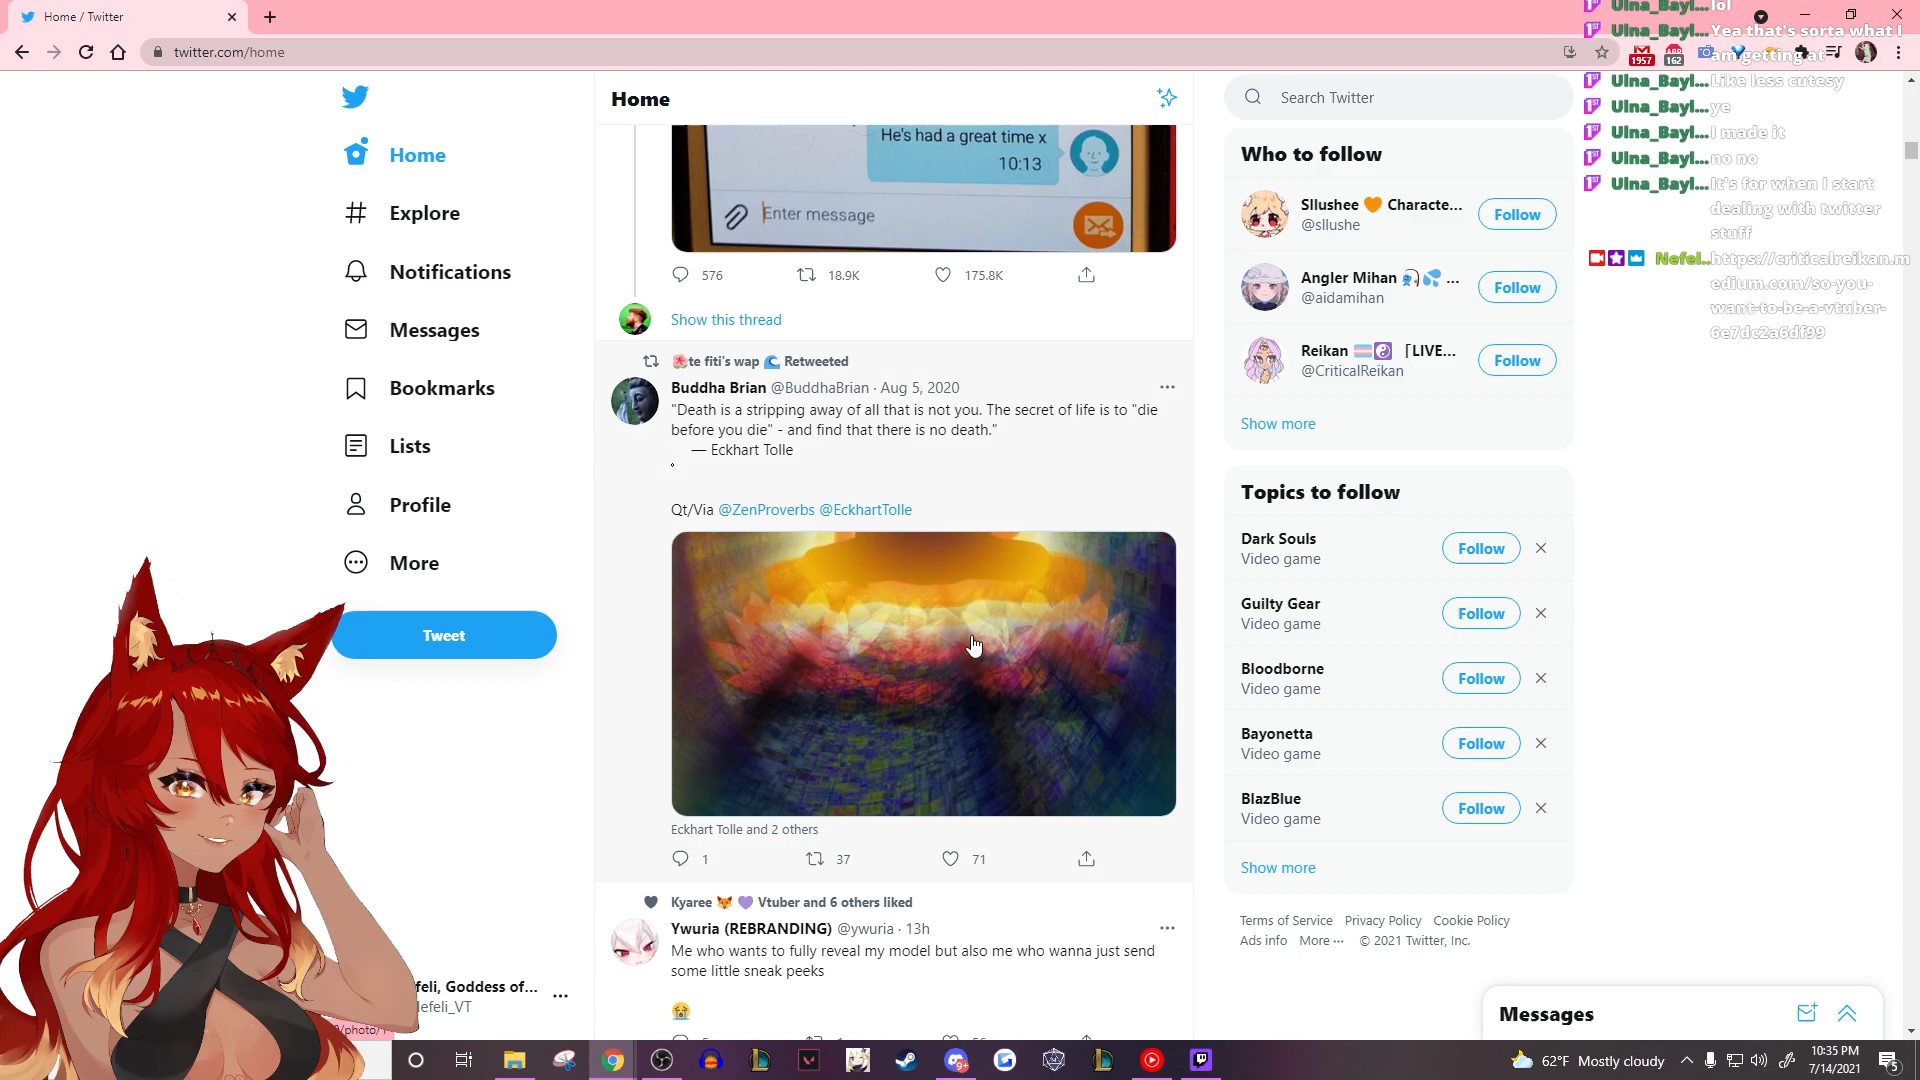 Home / Twitter
twitter.com/home
1957
162
Home
Explore
Notifications
Messages
Bookmarks
Lists
Profile
More
Tweet
feli, Goddess of...
efeli_VT
/photo/1
Home
He's had a great time x
10:13
Enter message
576
18.9K
175.8K
Show this thread
te fiti's wap Retweeted
Buddha Brian @BuddhaBrian · Aug 5, 2020
"Death is a stripping away of all that is not you. The secret of life is to "die
before you die" - and find that there is no death."
— Eckhart Tolle
Qt/Via @ZenProverbs @EckhartTolle
Eckhart Tolle and 2 others
1
37
71
Kyaree Vtuber and 6 others liked
Ywuria (REBRANDING) @ywuria · 13h
Me who wants to fully reveal my model but also me who wanna just send
some little sneak peeks
Search Twitter
Who to follow
Sllushee Characte...
@sllushe
Follow
Angler Mihan ...
@aidamihan
Follow
Reikan 「LIVE...
@CriticalReikan
Follow
Show more
Topics to follow
Dark Souls
Video game
Follow
Guilty Gear
Video game
Follow
Bloodborne
Video game
Follow
Bayonetta
Video game
Follow
BlazBlue
Video game
Follow
Show more
Terms of Service Privacy Policy Cookie Policy
Ads info More ··· © 2021 Twitter, Inc.
Messages
Ulna_Bayl... lol
Ulna_Bayl... Yea that's sorta what I
am getting at
Ulna_Bayl... Like less cutesy
Ulna_Bayl... ye
Ulna_Bayl... I made it
Ulna_Bayl... no no
Ulna_Bayl... It's for when I start
dealing with twitter
stuff
Nefel... https://criticalreikan.m
edium.com/so-you-
want-to-be-a-vtuber-
6e7dc2a6df99
9+
62°F Mostly cloudy
10:35 PM
7/14/2021
5